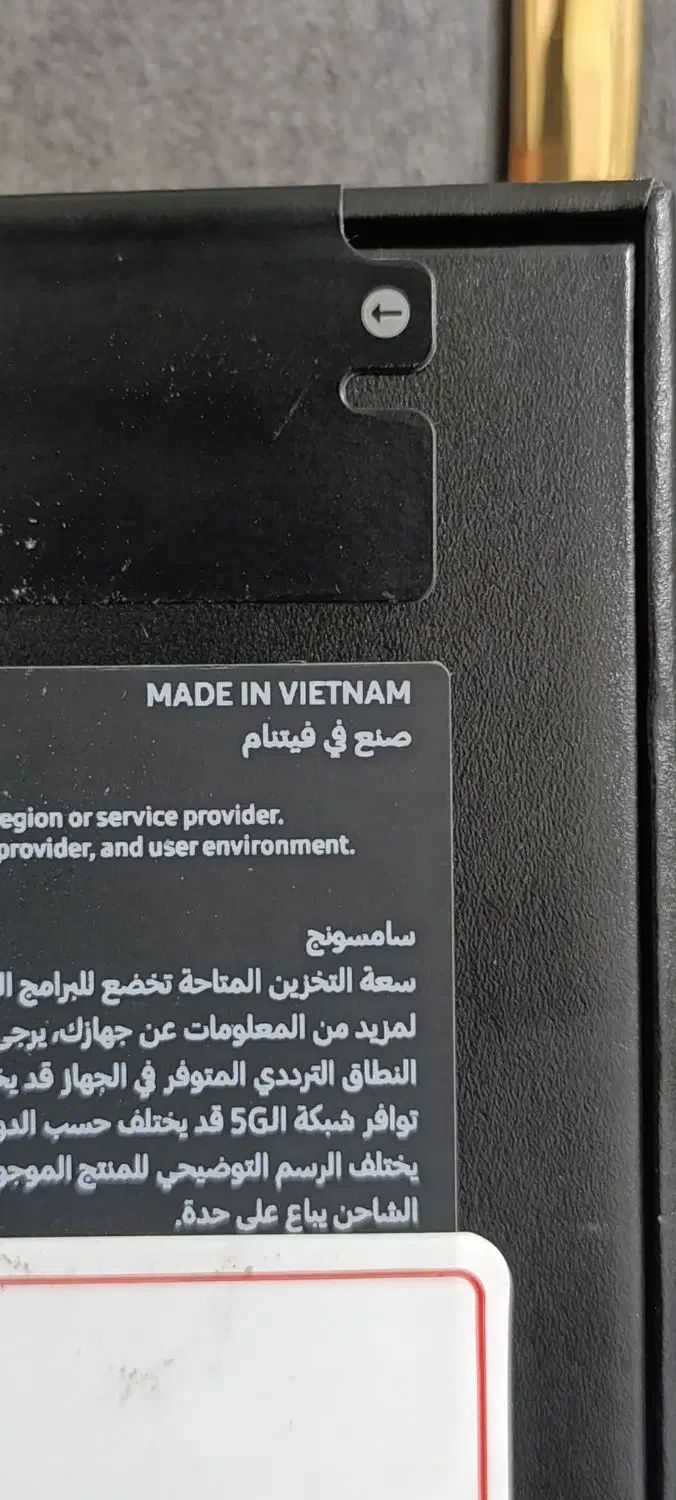 MADE IN VIETNAM
صنع في فيتنام
region or service provider.
provider, and user environment.
سامسونج
سعة التخزين المتاحة تخضع للبرامج
لمزيد من المعلومات عن جهازك، يرجى
النطاق الترددي المتوفر في الجهاز قد
توافر شبكة الـ5G قد يختلف حسب
يختلف الرسم التوضيحي للمنتج
الشاحن يباع على حدة.